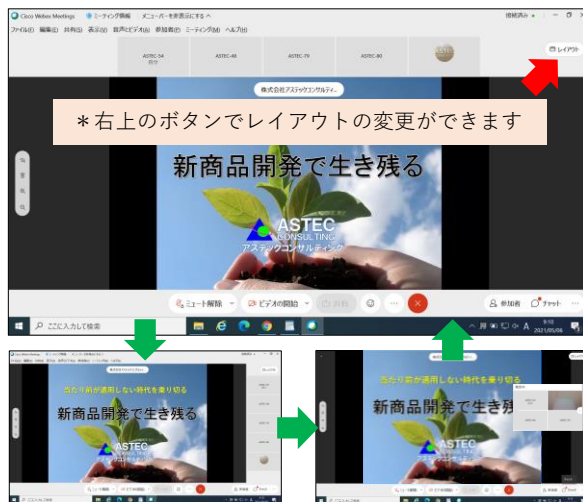 Cisco Webex Meetings ミーティング情報 メニューバーを非表示にする へ
接続済み
ファイル(F) 編集(E) 共有(S) 表示(V) 音声とビデオ(A) 参加者(P) ミーティング(M) ヘルプ(H)
ASTEC-54
自分
ASTEC-48
ASTEC-79
ASTEC-80
レイアウト
株式会社アステックコンサルティ..
＊右上のボタンでレイアウトの変更ができます
新商品開発で生き残る
ASTEC
CONSULTING
アステックコンサルティング
ミュート解除
ビデオの開始
共有
参加者
チャット
ここに入力して検索
A
9:18
2021/05/06
当たり前が通用しない時代を乗り切る
新商品開発で生き残る
ASTEC
当たり前が通用しない時代を乗り切る
新商品開発で生き残
ASTEC